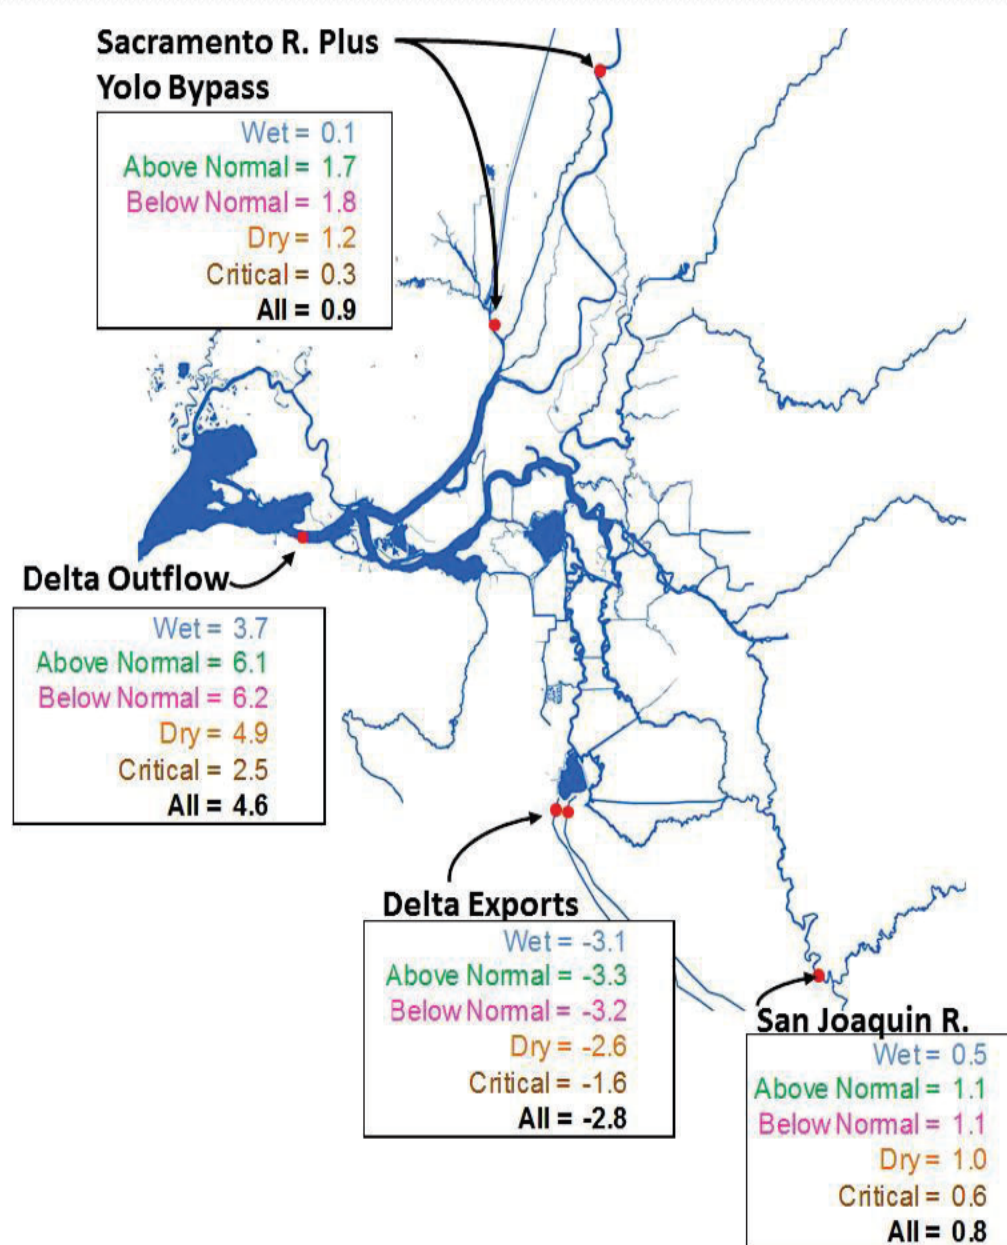 Sacramento R. Plus
Yolo Bypass
Wet = 0.1
Above Normal = 1.7
Below Normal = 1.8
Dry = 1.2
Critical = 0.3
All = 0.9
Delta Outflow
Wet = 3.7
Above Normal = 6.1
Below Normal = 6.2
Dry = 4.9
Critical = 2.5
All = 4.6
Delta Exports
Wet = -3.1
Above Normal = -3.3
Below Normal = -3.2
Dry = -2.6
Critical = -1.6
All = -2.8
San Joaquin R.
Wet = 0.5
Above Normal = 1.1
Below Normal = 1.1
Dry = 1.0
Critical = 0.6
All = 0.8